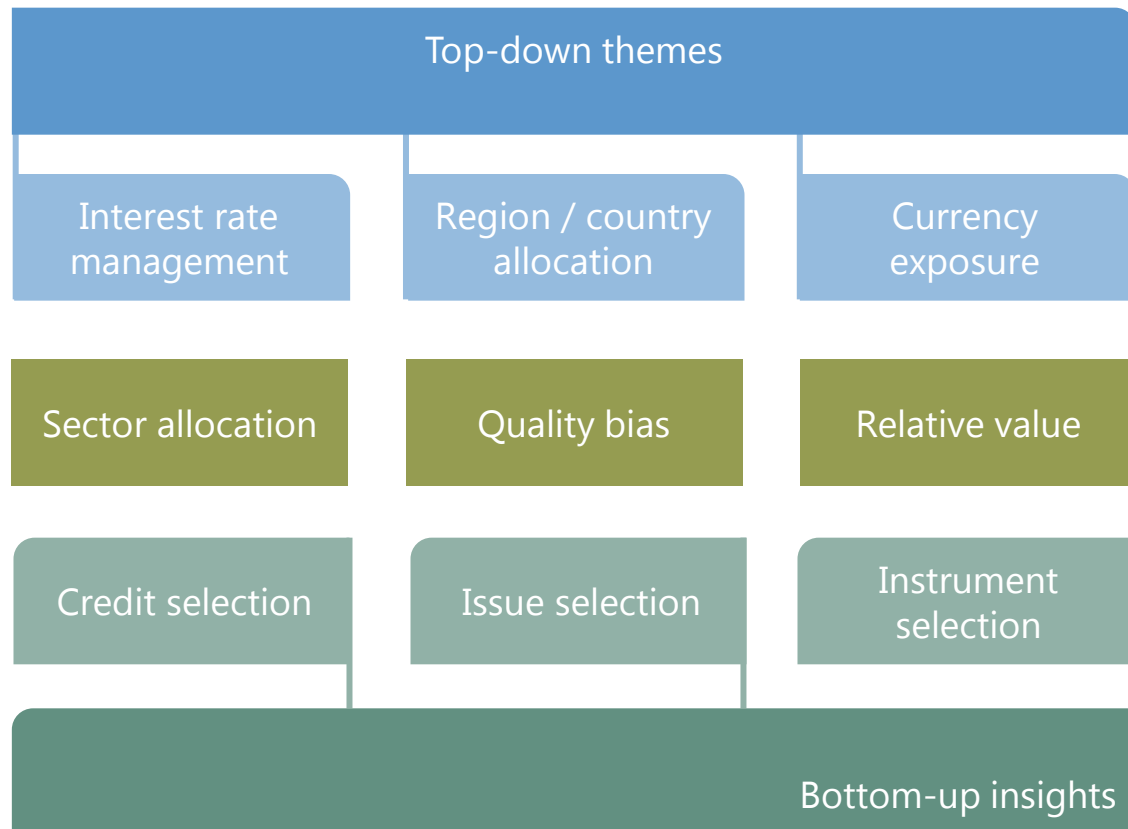 Top-down themes
Interest rate
management
Region / country
allocation
Currency
exposure
Sector allocation
Quality bias
Relative value
Credit selection
Issue selection
Instrument
selection
Bottom-up insights